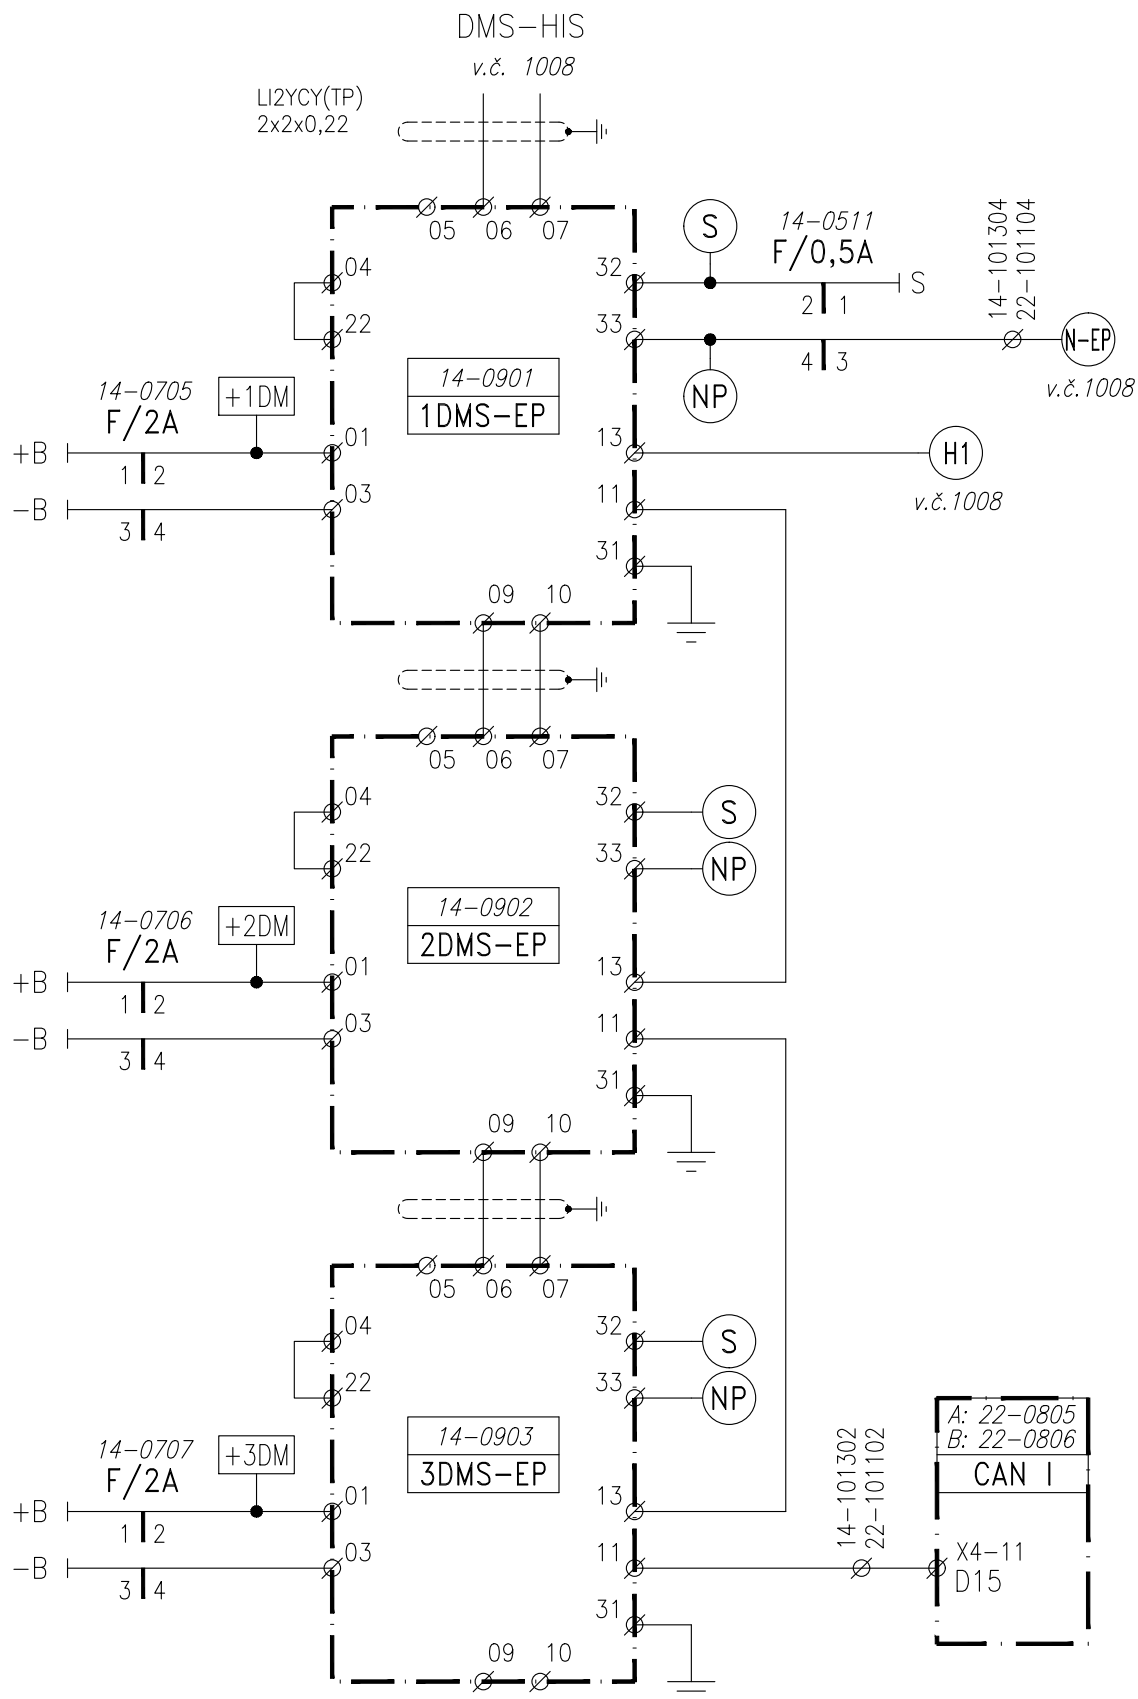 DMS-HIS
v.č. 1008
LI2YCY(TP)
2x2x0,22
05 06 07
04
22
14-0901
1DMS-EP
14-0705
F/2A
+1DM
+B
1 2
01
-B
3 4
03
32
S
14-0511
F/0,5A
2 1
S
33
NP
4 3
14-101304
22-101104
N-EP
v.č.1008
13
H1
v.č.1008
11
31
09 10
05 06 07
04
22
14-0902
2DMS-EP
14-0706
F/2A
+2DM
+B
1 2
01
-B
3 4
03
32
S
33
NP
13
11
31
09 10
05 06 07
04
22
14-0903
3DMS-EP
14-0707
F/2A
+3DM
+B
1 2
01
-B
3 4
03
32
S
33
NP
13
11
14-101302
22-101102
A: 22-0805
B: 22-0806
CAN I
X4-11
D15
31
09 10